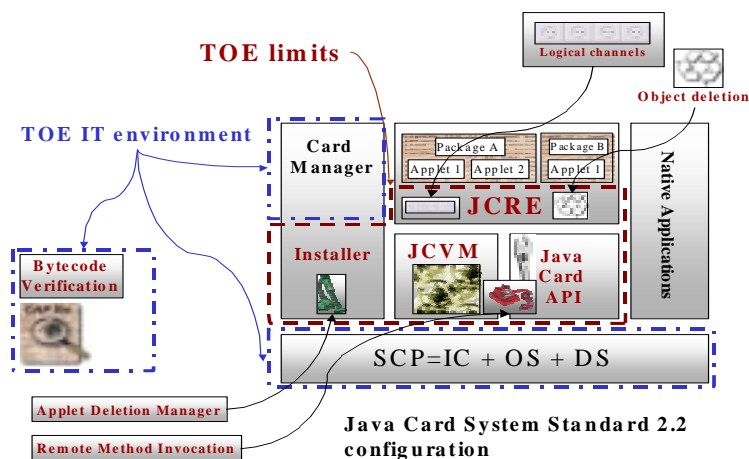 Logical channels
TOE limits
Object deletion
TOE IT environment
Card
Manager
Package A
Applet 1
Applet 2
Package B
Applet 1
Native Applications
JCRE
Installer
JCVM
Java
Card
API
Bytecode
Verification
SCP=IC + OS + DS
Applet Deletion Manager
Remote Method Invocation
Java Card System Standard 2.2
configuration